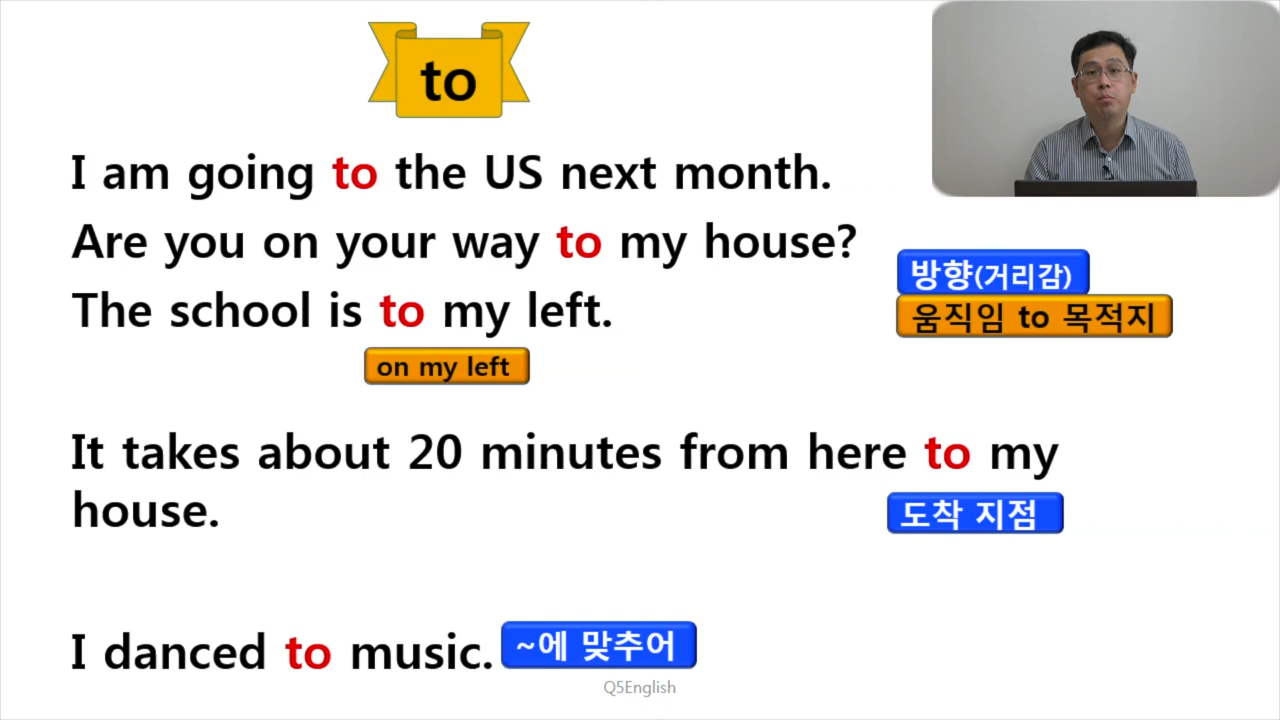 to
I am going to the US next month.
Are you on your way to my house?
방향(거리감)
The school is to my left.
움직임 to 목적지
on my left
It takes about 20 minutes from here to my
house.
도착 지점
I danced to music.
~에 맞추어
Q5English